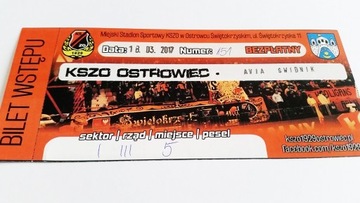 Miejski Stadion Sportowy KSZO w Ostrowcu Świętokrzyskim, ul. Świętokrzyska 11
Data: 18. 03. 2017 Numer: 151 BEZPŁATNY
KSZO OSTROWIEC - AVIA ŚWIDNIK
BILET WSTĘPU
sektor | rząd | miejsce | pesel
I III 5